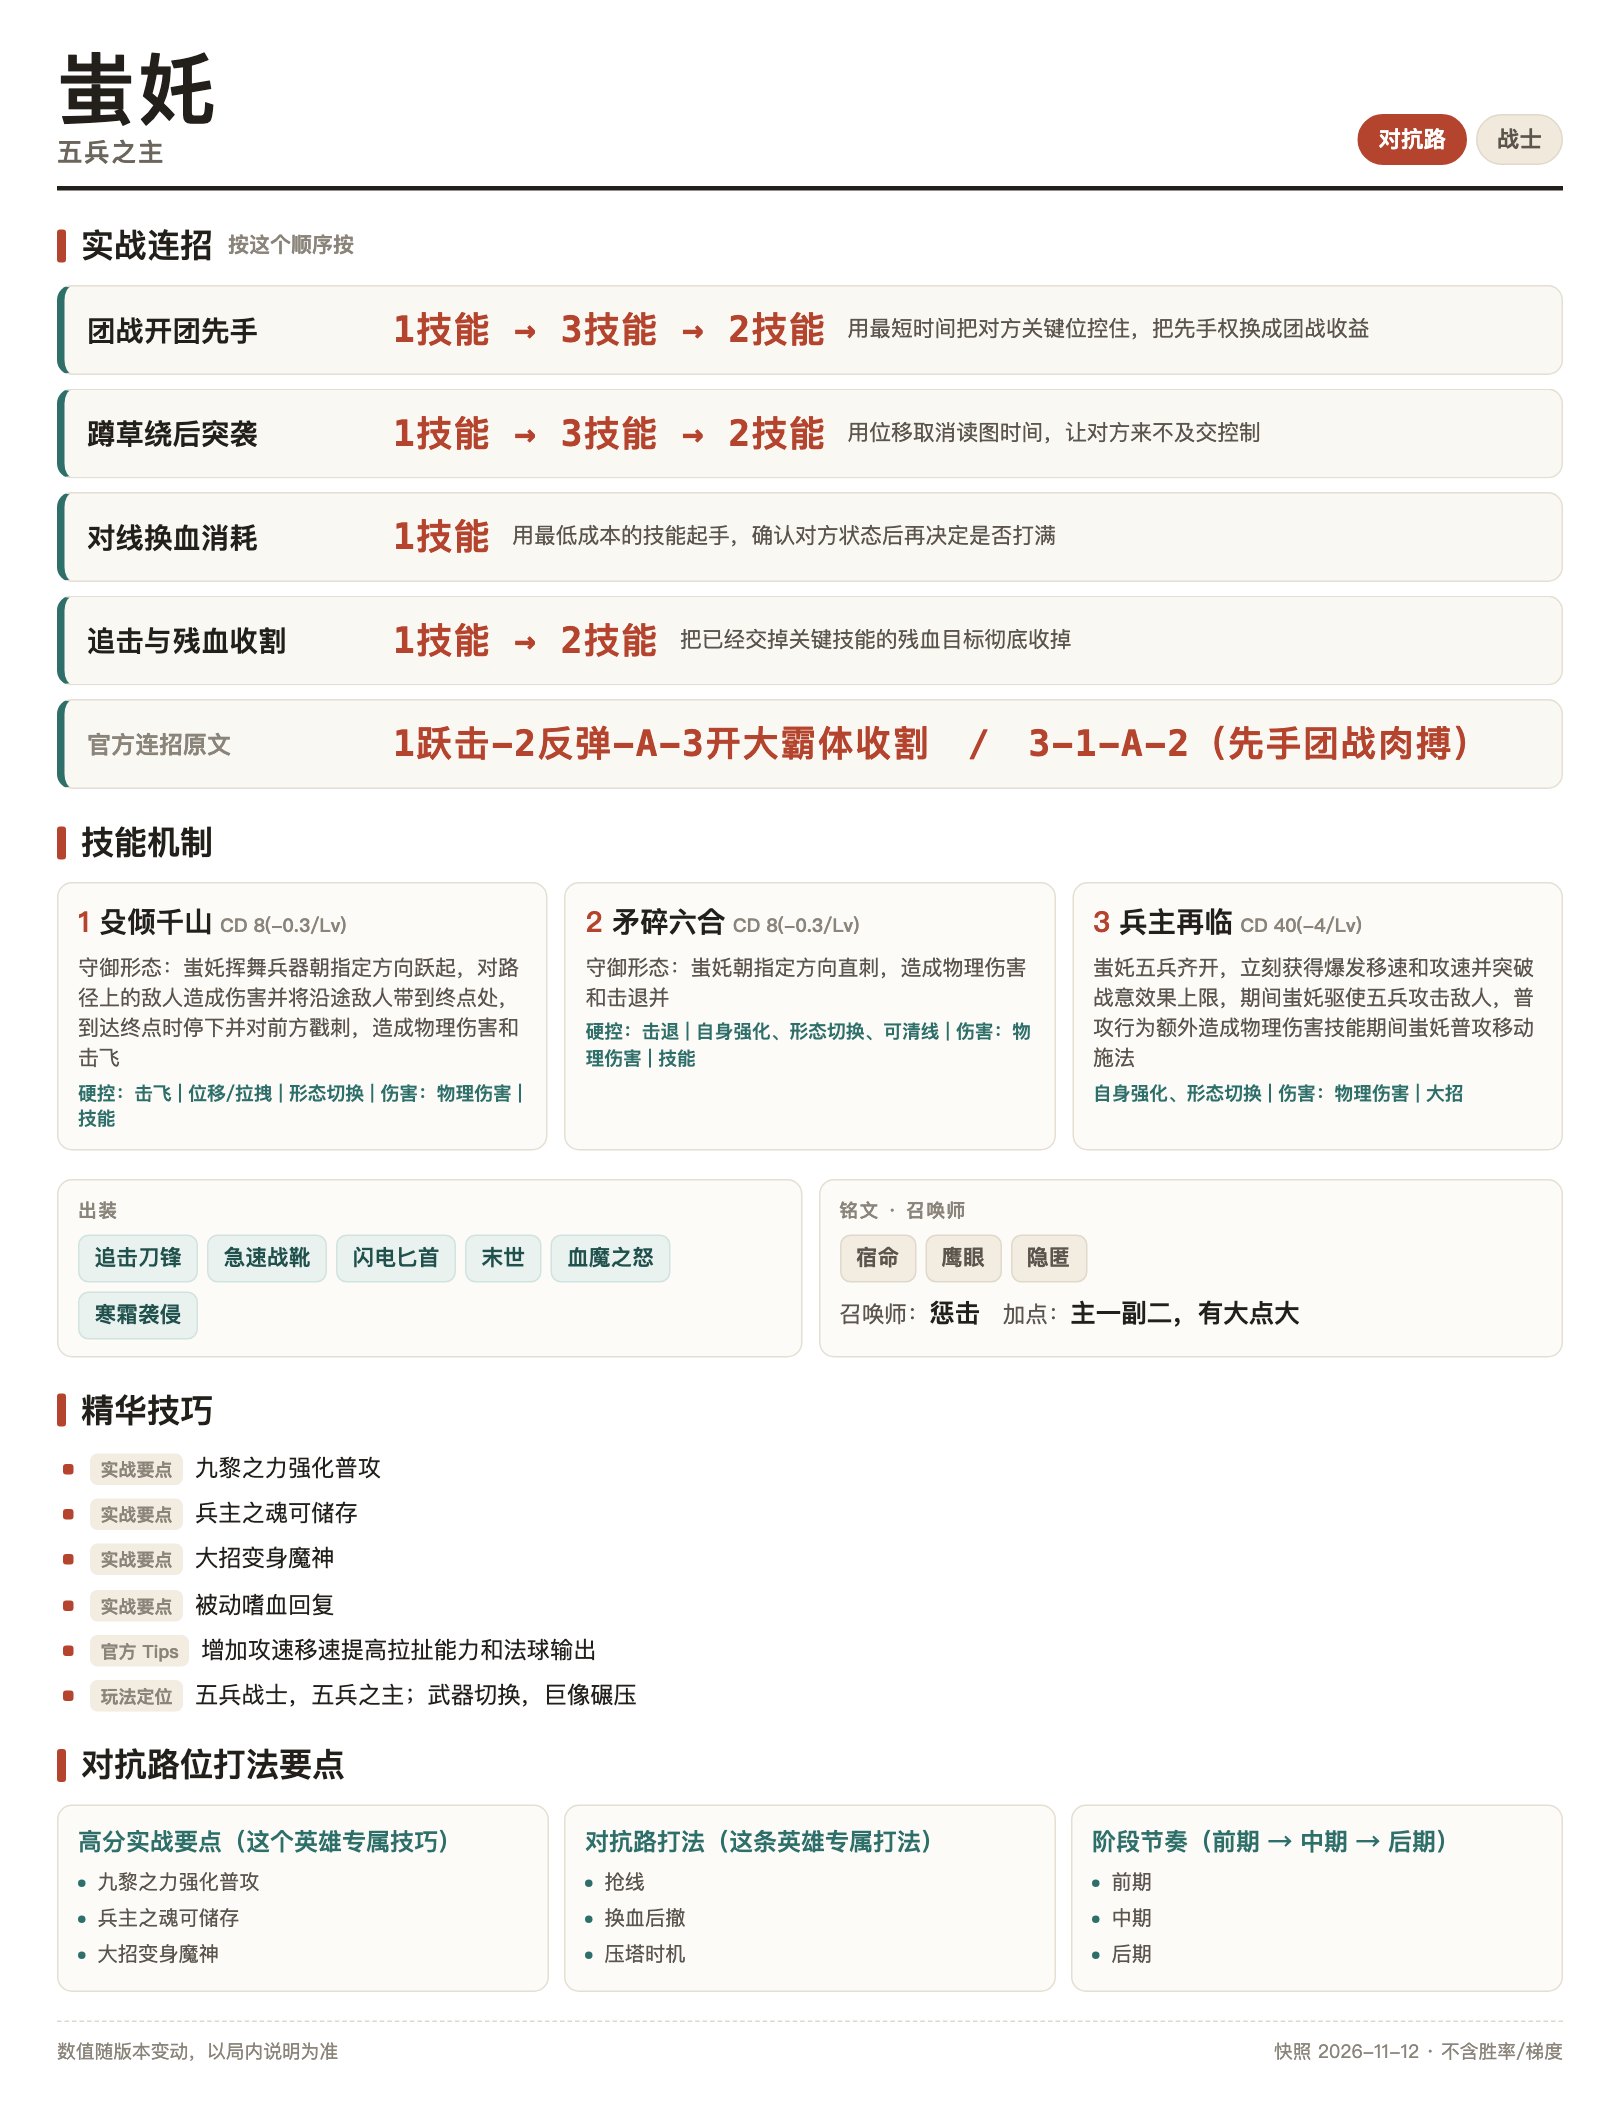 蚩奼
五兵之主
对抗路
战士
实战连招 按这个顺序按
团战开团先手 1技能 → 3技能 → 2技能 用最短时间把对方关键位控住，把先手权换成团战收益
蹲草绕后突袭 1技能 → 3技能 → 2技能 用位移取消读图时间，让对方来不及交控制
对线换血消耗 1技能 用最低成本的技能起手，确认对方状态后再决定是否打满
追击与残血收割 1技能 → 2技能 把已经交掉关键技能的残血目标彻底收掉
官方连招原文 1跃击-2反弹-A-3开大霸体收割 / 3-1-A-2（先手团战肉搏）
技能机制
1 殳倾千山 CD 8(-0.3/Lv)
守御形态：蚩奼挥舞兵器朝指定方向跃起，对路
径上的敌人造成伤害并将沿途敌人带到终点处，
到达终点时停下并对前方戳刺，造成物理伤害和
击飞
硬控：击飞 | 位移/拉拽 | 形态切换 | 伤害：物理伤害 |
技能
2 矛碎六合 CD 8(-0.3/Lv)
守御形态：蚩奼朝指定方向直刺，造成物理伤害
和击退并
硬控：击退 | 自身强化、形态切换、可清线 | 伤害：物
理伤害 | 技能
3 兵主再临 CD 40(-4/Lv)
蚩奼五兵齐开，立刻获得爆发移速和攻速并突破
战意效果上限，期间蚩奼驱使五兵攻击敌人，普
攻行为额外造成物理伤害技能期间蚩奼普攻移动
施法
自身强化、形态切换 | 伤害：物理伤害 | 大招
出装
追击刀锋 急速战靴 闪电匕首 末世 血魔之怒
寒霜袭侵
铭文 · 召唤师
宿命 鹰眼 隐匿
召唤师：惩击 加点：主一副二，有大点大
精华技巧
实战要点 九黎之力强化普攻
实战要点 兵主之魂可储存
实战要点 大招变身魔神
实战要点 被动嗜血回复
官方 Tips 增加攻速移速提高拉扯能力和法球输出
玩法定位 五兵战士，五兵之主；武器切换，巨像碾压
对抗路位打法要点
高分实战要点（这个英雄专属技巧）
九黎之力强化普攻
兵主之魂可储存
大招变身魔神
对抗路打法（这条英雄专属打法）
抢线
换血后撤
压塔时机
阶段节奏（前期 → 中期 → 后期）
前期
中期
后期
数值随版本变动，以局内说明为准
快照 2026-11-12 · 不含胜率/梯度